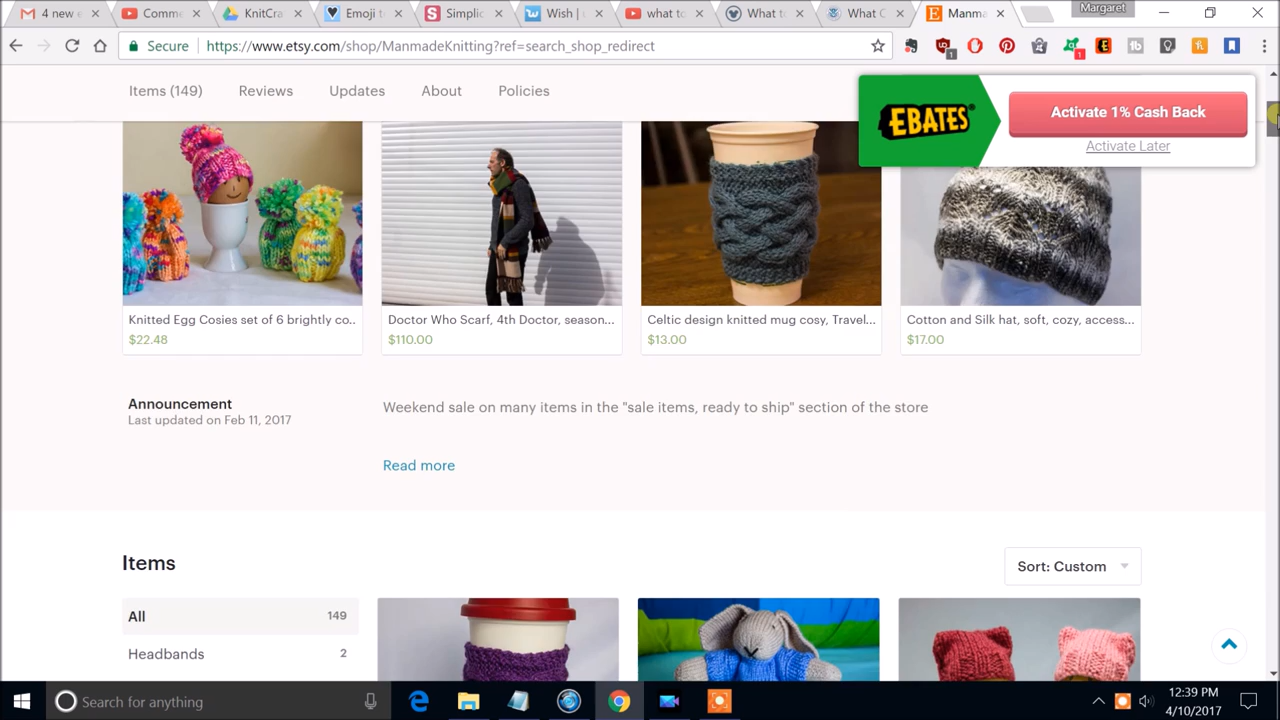 4 new e
Comme
KnitCra
Emoji to
Simplic
Wish | s
what to
What to
What C
Manma
Margaret
Secure
https://www.etsy.com/shop/ManmadeKnitting?ref=search_shop_redirect
1
1
Items (149) Reviews Updates About Policies
EBATES
Activate 1% Cash Back
Activate Later
Knitted Egg Cosies set of 6 brightly co...
$22.48
Doctor Who Scarf, 4th Doctor, season...
$110.00
Celtic design knitted mug cosy, Travel...
$13.00
Cotton and Silk hat, soft, cozy, access...
$17.00
Announcement
Last updated on Feb 11, 2017
Weekend sale on many items in the "sale items, ready to ship" section of the store
Read more
Items
Sort: Custom
All 149
Headbands 2
Search for anything
12:39 PM
4/10/2017